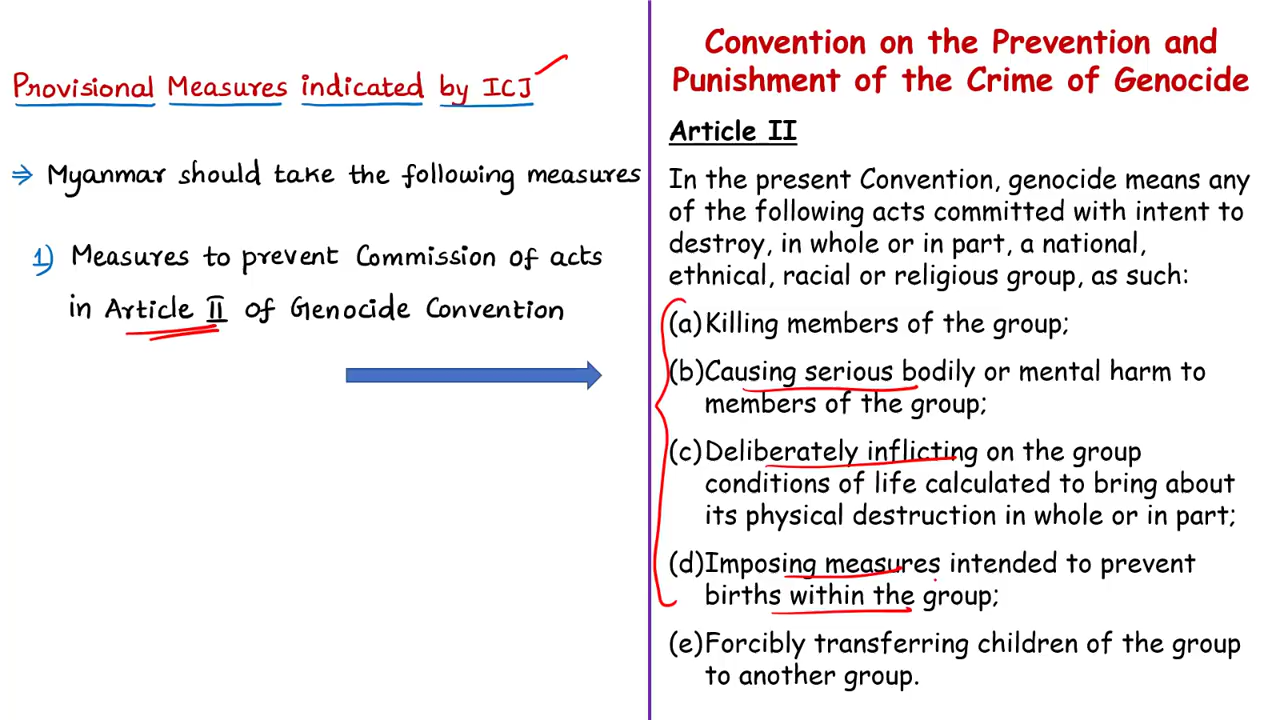 Provisional Measures indicated by ICJ
⇒ Myanmar should take the following measures
1) Measures to prevent Commission of acts
in Article II of Genocide Convention
Convention on the Prevention and
Punishment of the Crime of Genocide
Article II
In the present Convention, genocide means any
of the following acts committed with intent to
destroy, in whole or in part, a national,
ethnical, racial or religious group, as such:
(a) Killing members of the group;
(b) Causing serious bodily or mental harm to
members of the group;
(c) Deliberately inflicting on the group
conditions of life calculated to bring about
its physical destruction in whole or in part;
(d) Imposing measures intended to prevent
births within the group;
(e) Forcibly transferring children of the group
to another group.